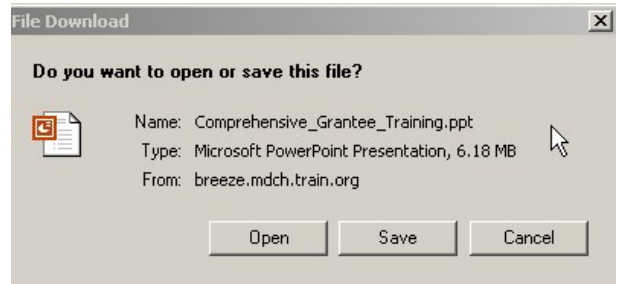 File Download
Do you want to open or save this file?
Name: Comprehensive_Grantee_Training.ppt
Type: Microsoft PowerPoint Presentation, 6.18 MB
From: breeze.mdch.train.org
Open Save Cancel